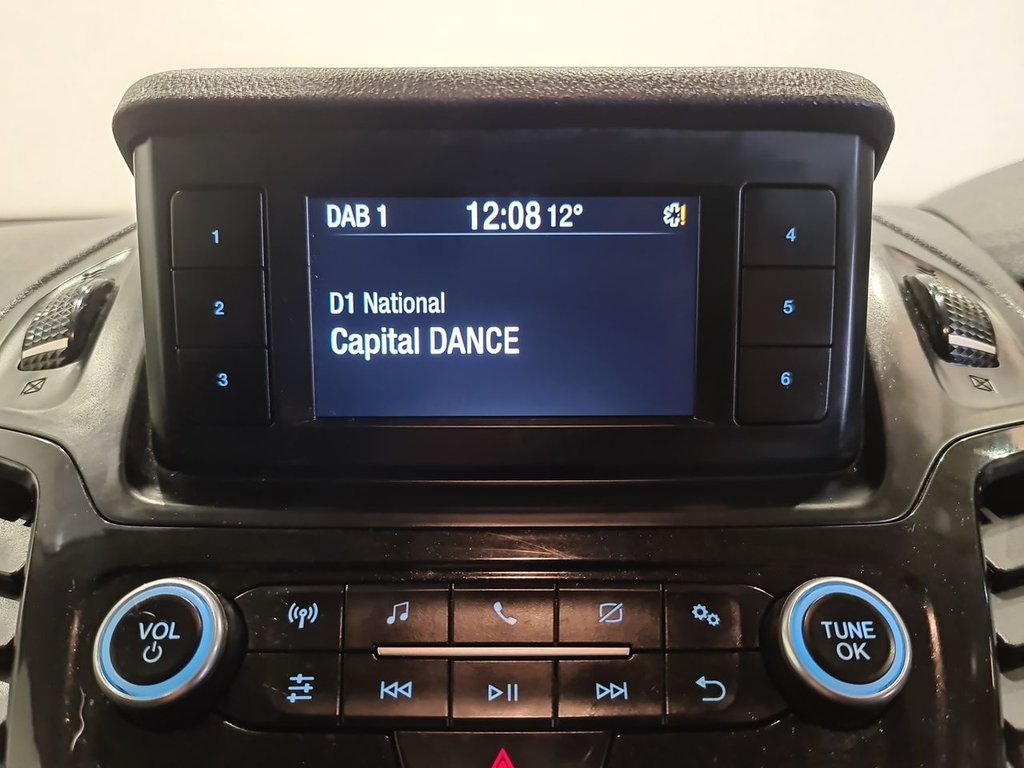 DAB 1 12:08 12°
D1 National
Capital DANCE
1
2
3
4
5
6
VOL
TUNE
OK